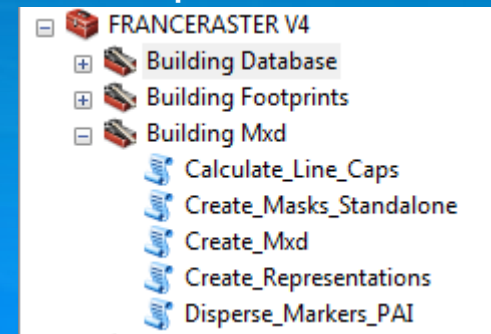 FRANCERASTER V4
Building Database
Building Footprints
Building Mxd
Calculate_Line_Caps
Create_Masks_Standalone
Create_Mxd
Create_Representations
Disperse_Markers_PAI